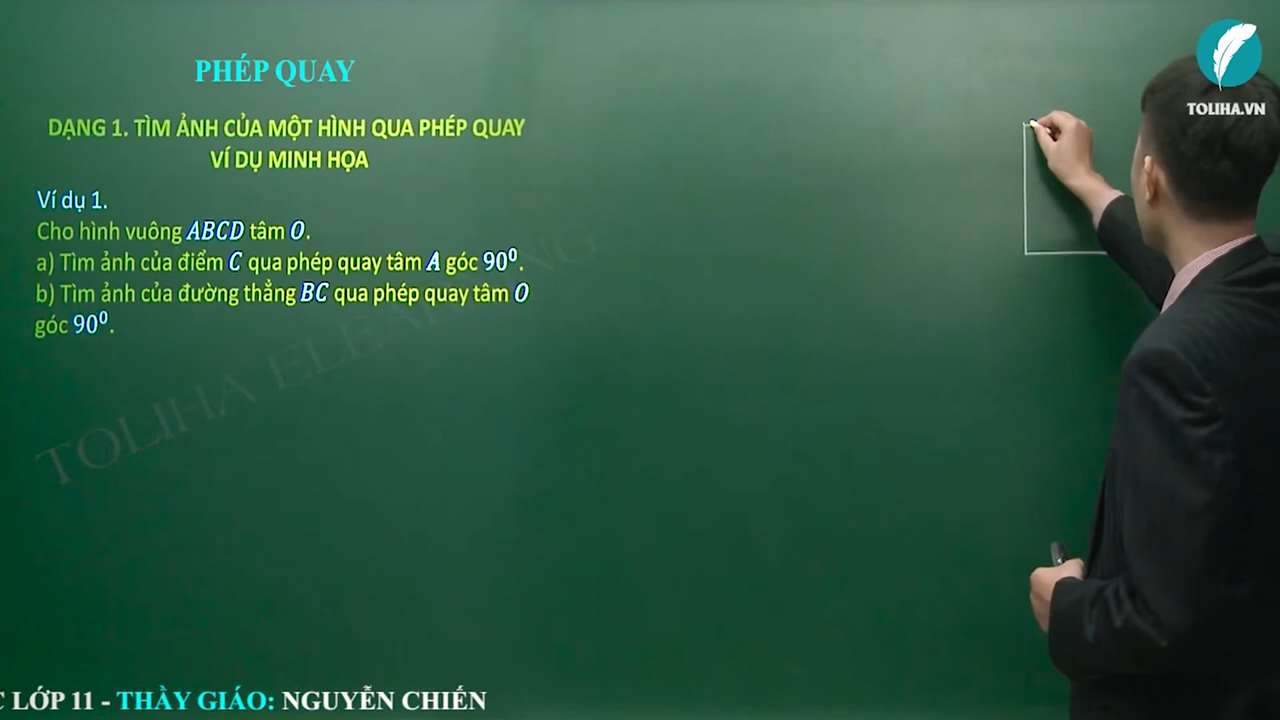 PHÉP QUAY
DẠNG 1. TÌM ẢNH CỦA MỘT HÌNH QUA PHÉP QUAY
VÍ DỤ MINH HỌA
Ví dụ 1.
Cho hình vuông ABCD tâm O.
a) Tìm ảnh của điểm C qua phép quay tâm A góc 90⁰.
b) Tìm ảnh của đường thẳng BC qua phép quay tâm O
góc 90⁰.
TOLIHA.VN
TOLIHA ELEARNING
C LỚP 11 - THẦY GIÁO: NGUYỄN CHIẾN